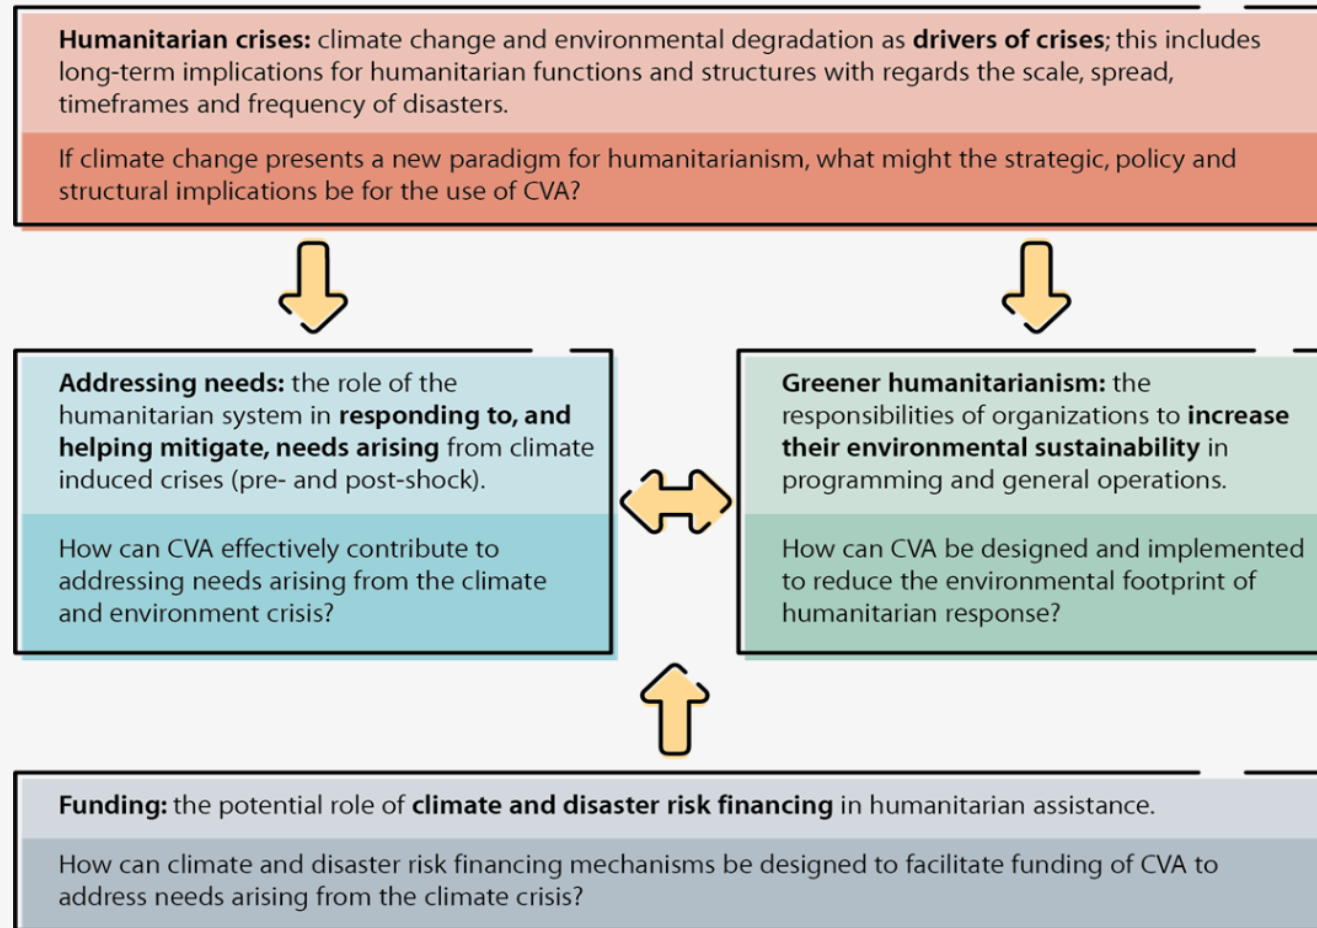 Humanitarian crises: climate change and environmental degradation as drivers of crises; this includes
long-term implications for humanitarian functions and structures with regards the scale, spread,
timeframes and frequency of disasters.
If climate change presents a new paradigm for humanitarianism, what might the strategic, policy and
structural implications be for the use of CVA?
Addressing needs: the role of the
humanitarian system in responding to, and
helping mitigate, needs arising from climate
induced crises (pre- and post-shock).
How can CVA effectively contribute to
addressing needs arising from the climate
and environment crisis?
Greener humanitarianism: the
responsibilities of organizations to increase
their environmental sustainability in
programming and general operations.
How can CVA be designed and implemented
to reduce the environmental footprint of
humanitarian response?
Funding: the potential role of climate and disaster risk financing in humanitarian assistance.
How can climate and disaster risk financing mechanisms be designed to facilitate funding of CVA to
address needs arising from the climate crisis?